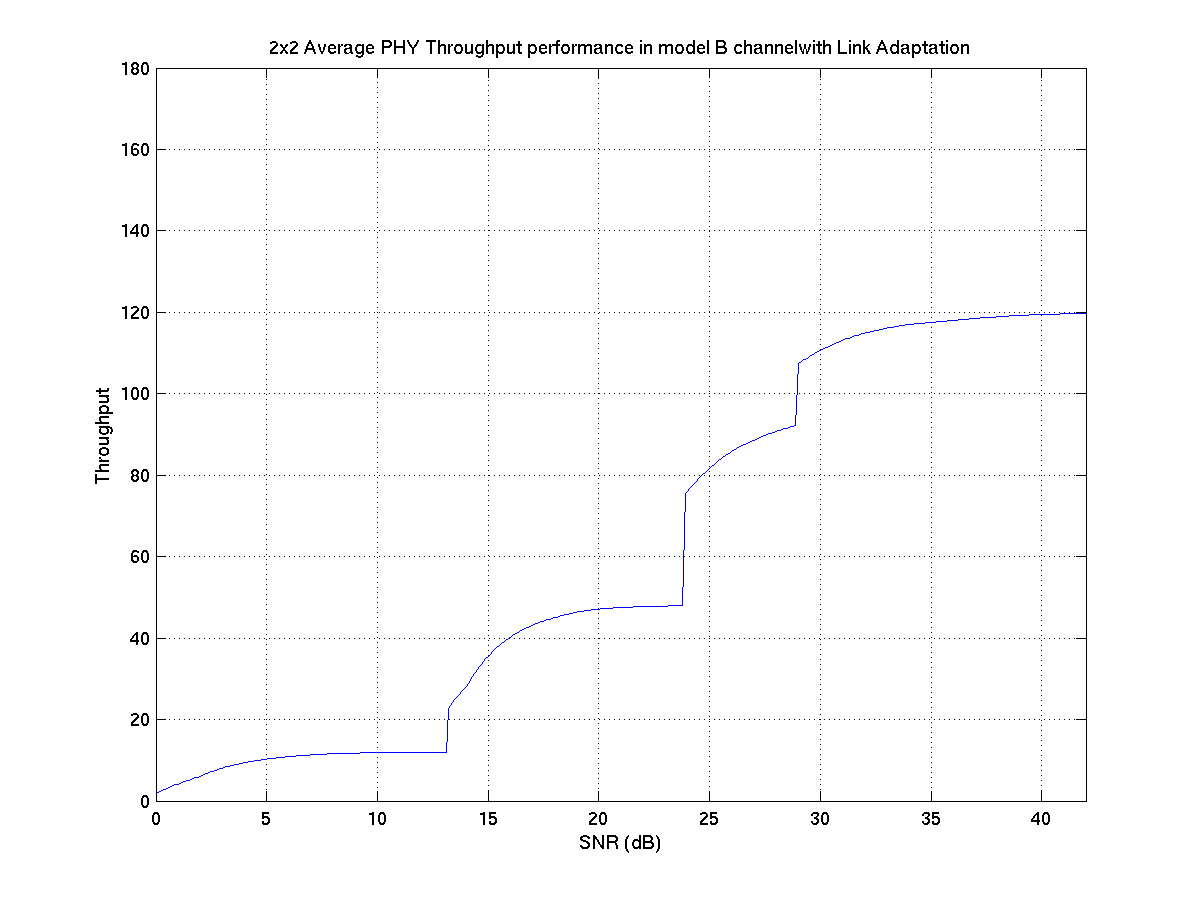 2x2 Average PHY Throughput performance in model B channelwith Link Adaptation
180
160
140
120
100
80
60
40
20
0
Throughput
0 5 10 15 20 25 30 35 40
SNR (dB)